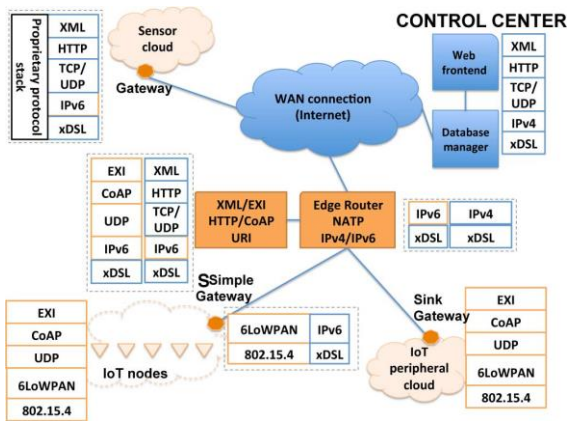 Proprietary protocol
stack
XML
HTTP
TCP/
UDP
IPv6
xDSL
Sensor
cloud
Gateway
WAN connection
(Internet)
CONTROL CENTER
Web
frontend
Database
manager
XML
HTTP
TCP/
UDP
IPv4
xDSL
EXI
CoAP
UDP
IPv6
xDSL
XML
HTTP
TCP/
UDP
IPv6
xDSL
XML/EXI
HTTP/CoAP
URI
Edge Router
NATP
IPv4/IPv6
IPv6
IPv4
xDSL
xDSL
SSimple
Gateway
6LoWPAN
IPv6
802.15.4
xDSL
EXI
CoAP
UDP
6LoWPAN
802.15.4
IoT nodes
Sink
Gateway
IoT
peripheral
cloud
EXI
CoAP
UDP
6LoWPAN
802.15.4